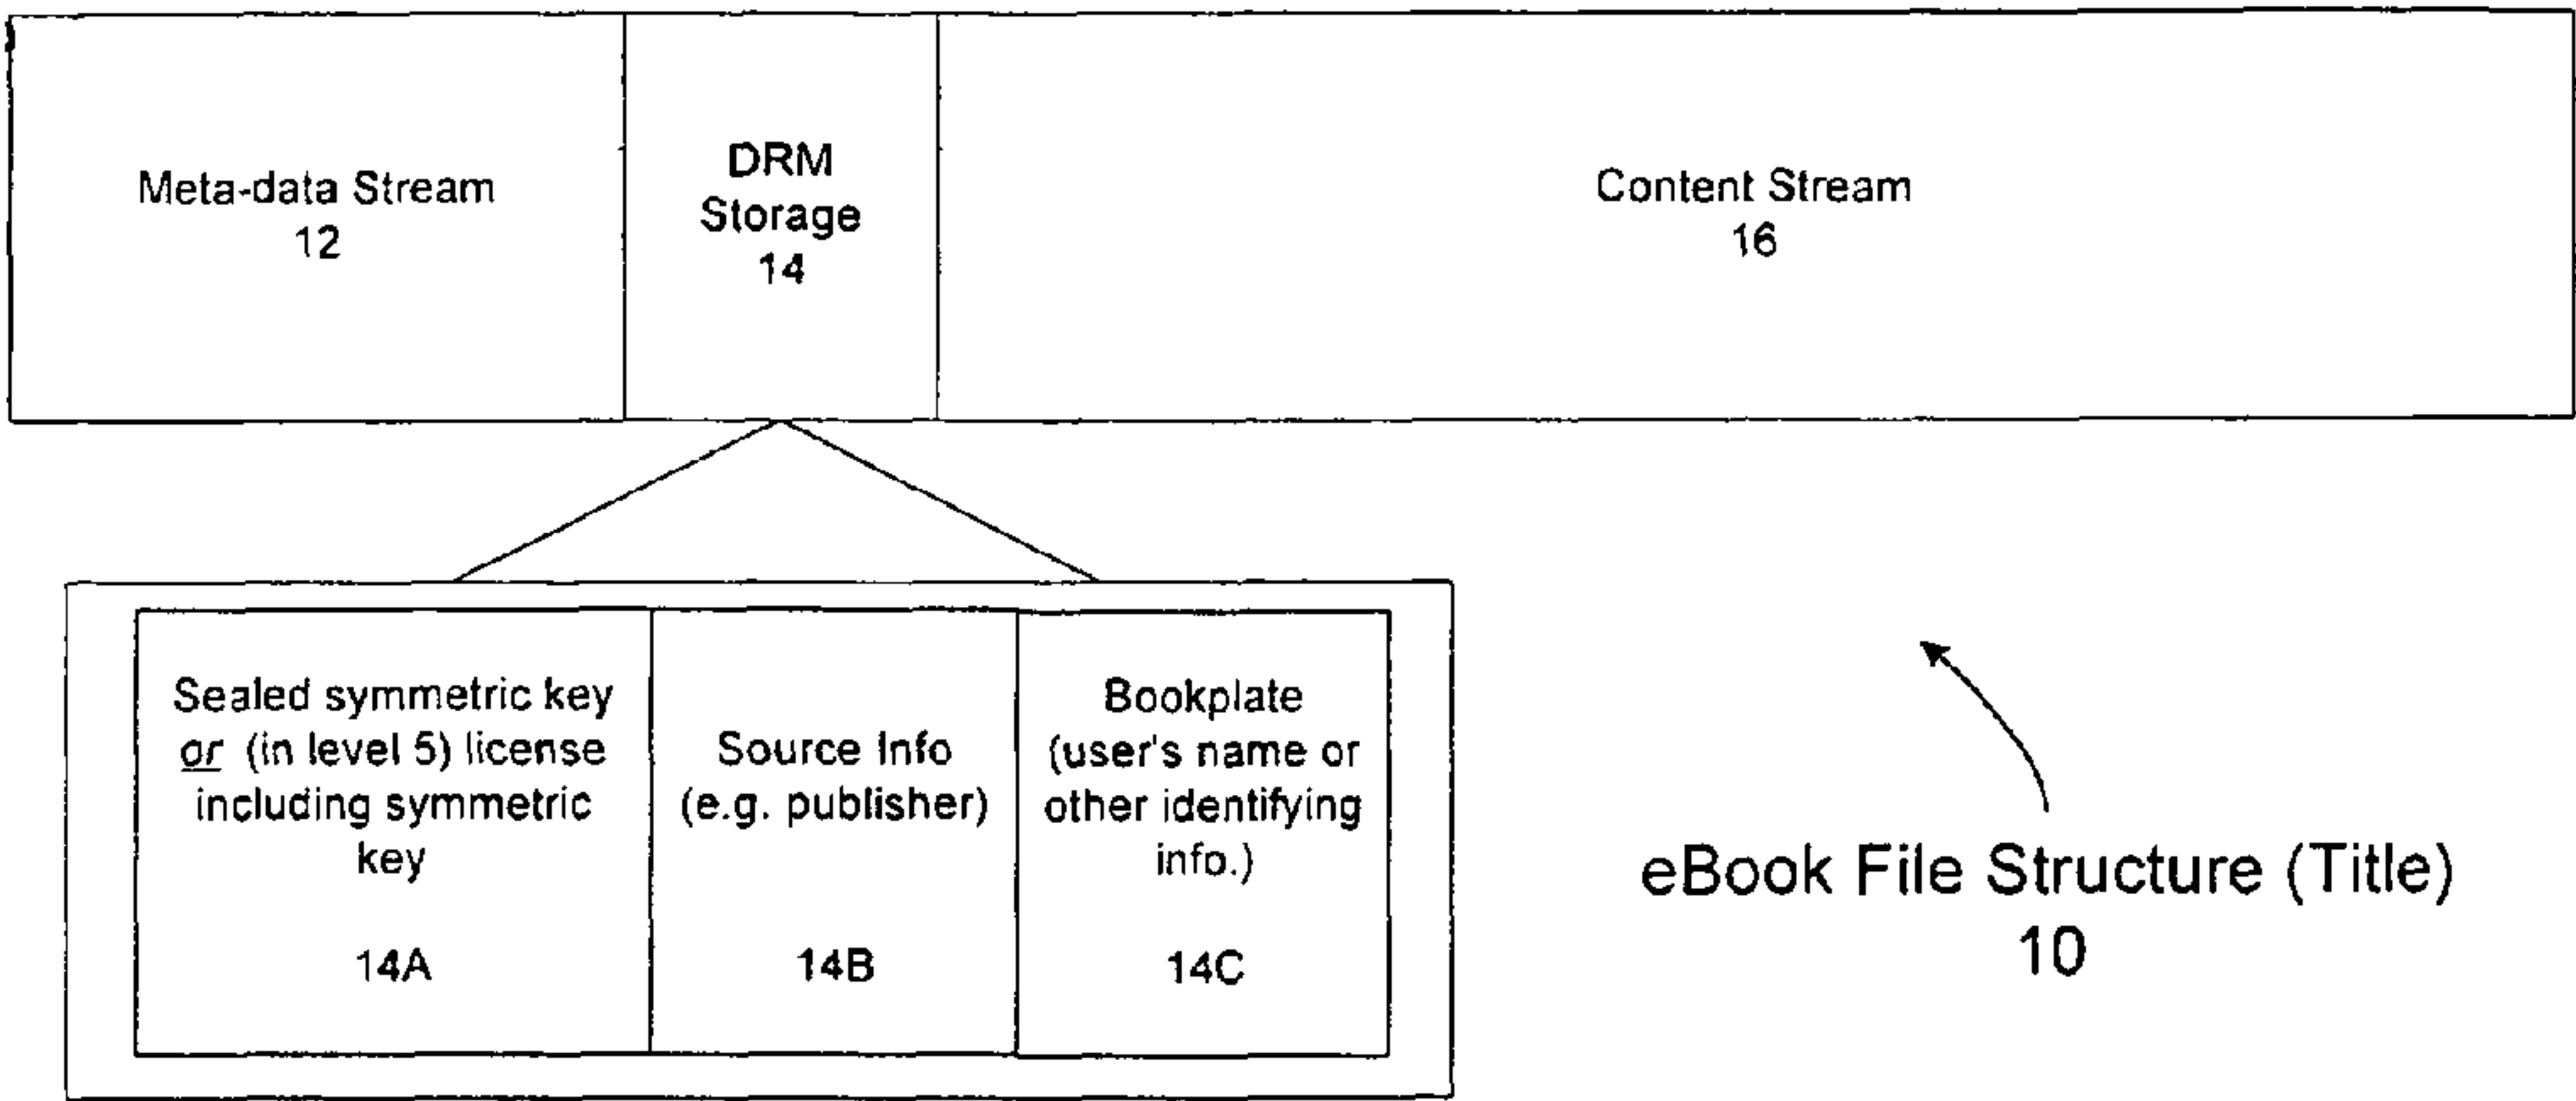 Meta-data Stream
12
DRM
Storage
14
Content Stream
16
Sealed symmetric key
or (in level 5) license
including symmetric
key
14A
Source Info
(e.g. publisher)
14B
Bookplate
(user's name or
other identifying
info.)
14C
eBook File Structure (Title)
10